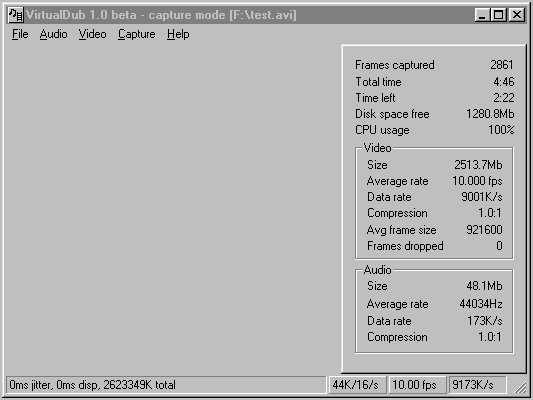 VirtualDub 1.0 beta - capture mode [F:\test.avi]
File Audio Video Capture Help
Frames captured 2861
Total time 4:46
Time left 2:22
Disk space free 1280.8Mb
CPU usage 100%
Video
Size 2513.7Mb
Average rate 10.000 fps
Data rate 9001K/s
Compression 1.0:1
Avg frame size 921600
Frames dropped 0
Audio
Size 48.1Mb
Average rate 44034Hz
Data rate 173K/s
Compression 1.0:1
0ms jitter, 0ms disp, 2623349K total 44K/16/s 10.00 fps 9173K/s